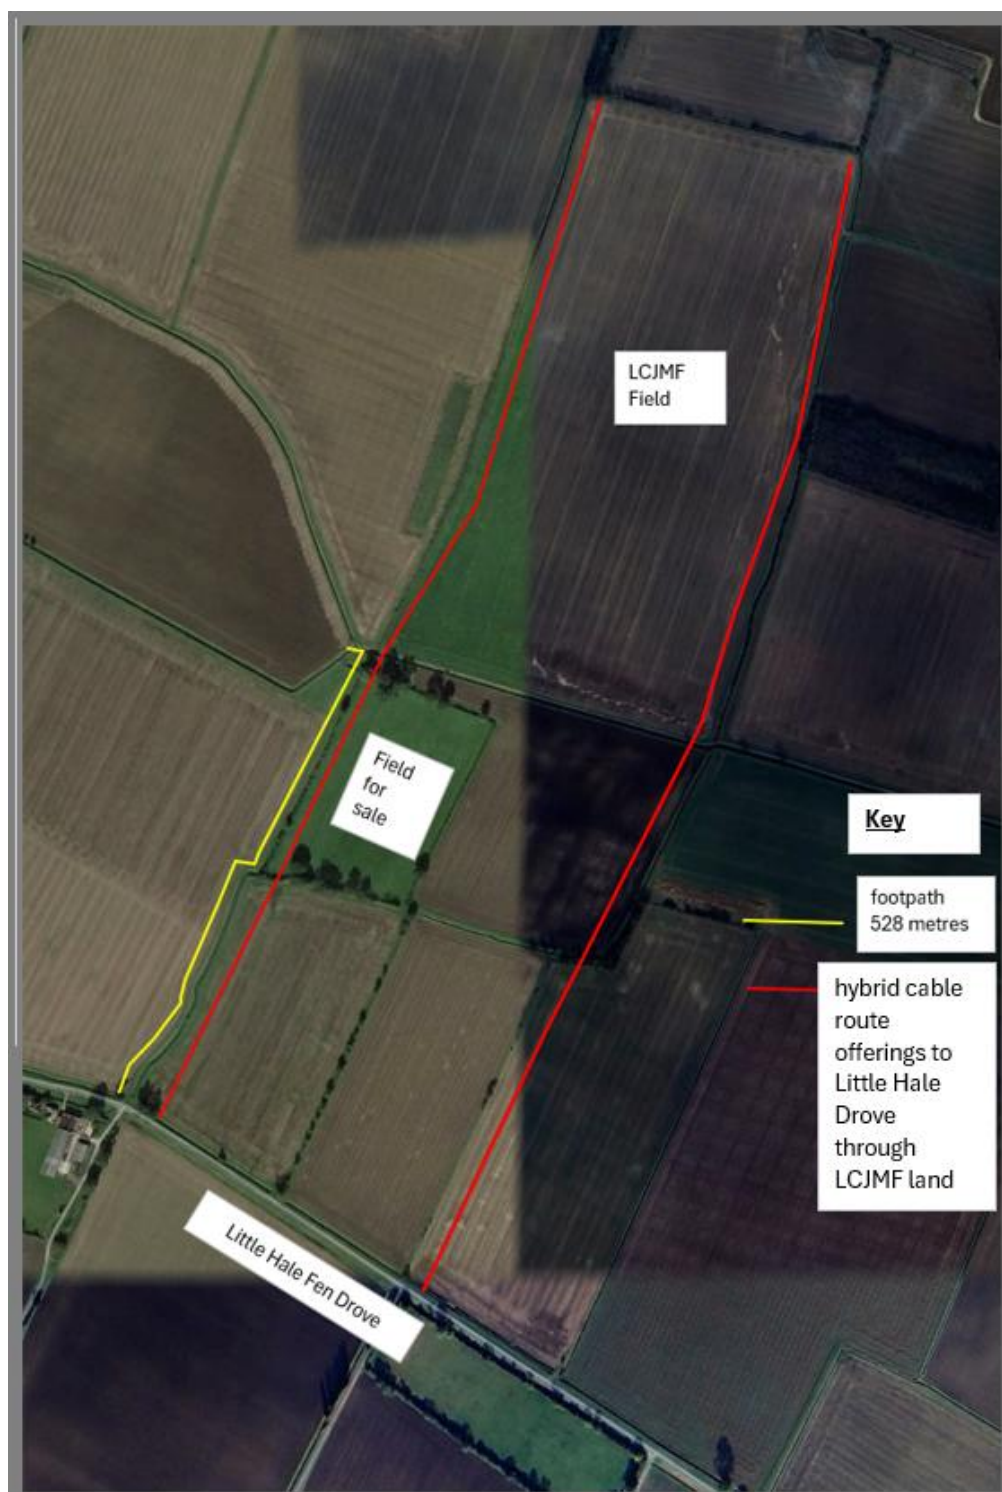 LCJMF
Field
Field
for
sale
Key
footpath
528 metres
hybrid cable
route
offerings to
Little Hale
Drove
through
LCJMF land
Little Hale Fen Drove